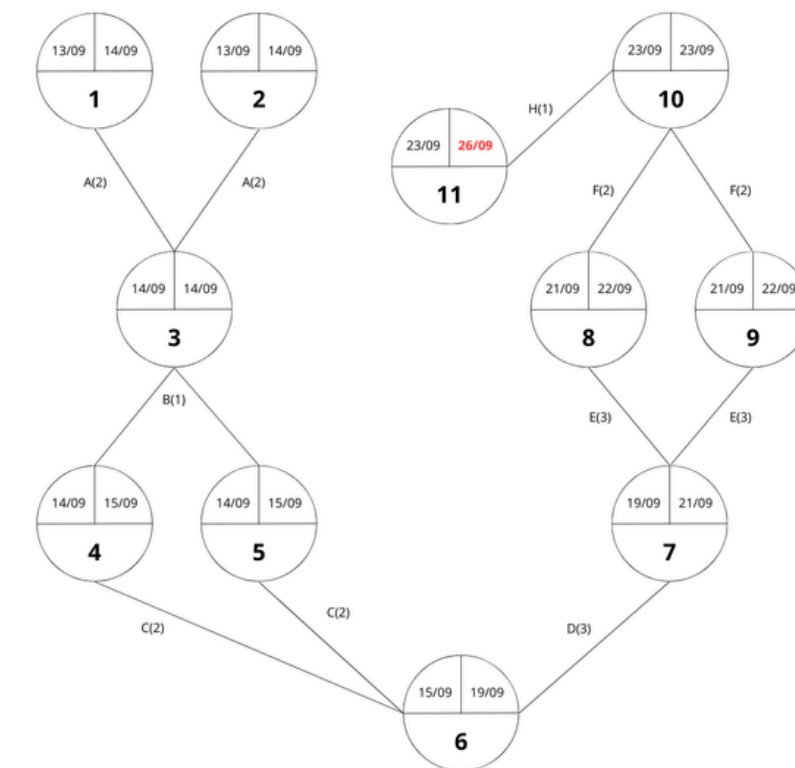 13/09 14/09
1
13/09 14/09
2
23/09 23/09
10
H(1)
23/09 26/09
11
A(2)
A(2)
F(2)
F(2)
14/09 14/09
3
21/09 22/09
8
21/09 22/09
9
B(1)
E(3)
E(3)
14/09 15/09
4
14/09 15/09
5
19/09 21/09
7
C(2)
C(2)
D(3)
15/09 19/09
6